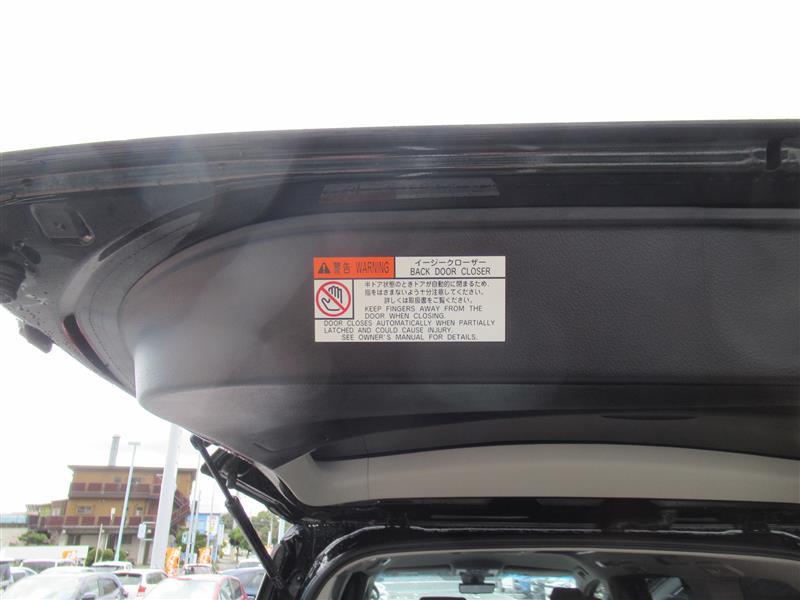 警告 WARNING
イージークローザー
BACK DOOR CLOSER
半ドア状態のときドアが自動的に閉まるため、
指をはさまないよう十分注意してください。
詳しくは取扱書をご覧ください。
KEEP FINGERS AWAY FROM THE
DOOR WHEN CLOSING.
DOOR CLOSES AUTOMATICALLY WHEN PARTIALLY
LATCHED AND COULD CAUSE INJURY.
SEE OWNER'S MANUAL FOR DETAILS.